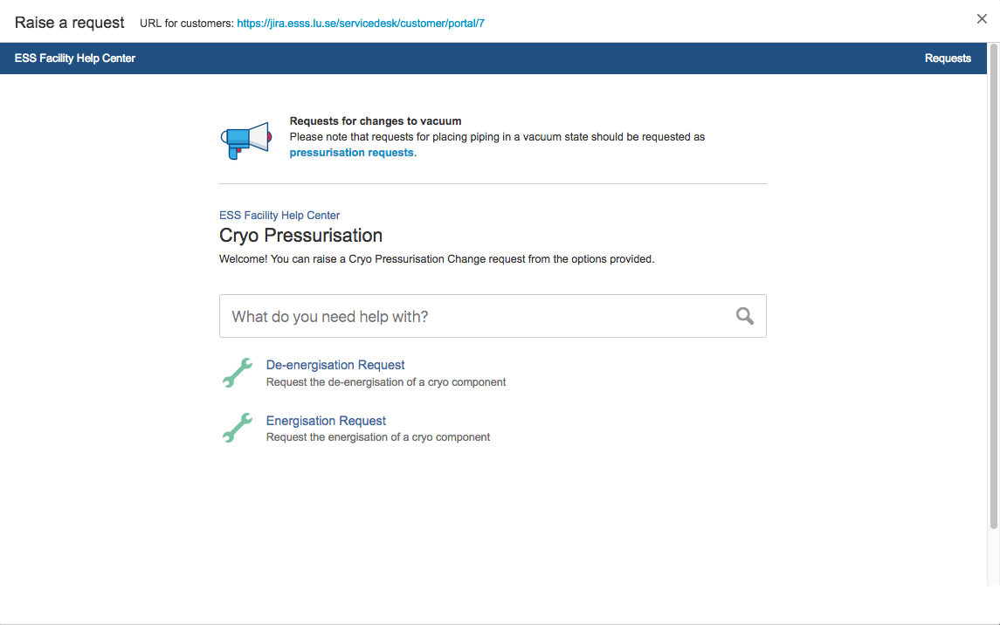 Raise a request URL for customers: https://jira.esss.lu.se/servicedesk/customer/portal/7
ESS Facility Help Center Requests
Requests for changes to vacuum
Please note that requests for placing piping in a vacuum state should be requested as
pressurisation requests.
ESS Facility Help Center
Cryo Pressurisation
Welcome! You can raise a Cryo Pressurisation Change request from the options provided.
What do you need help with?
De-energisation Request
Request the de-energisation of a cryo component
Energisation Request
Request the energisation of a cryo component